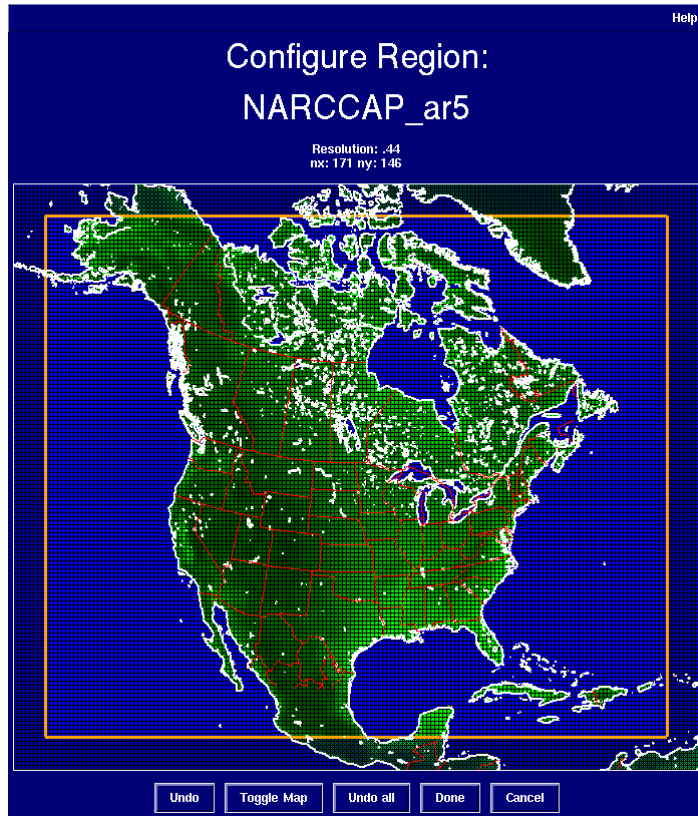 Help
Configure Region:
NARCCAP_ar5
Resolution: .44
nx: 171 ny: 146
Undo Toggle Map Undo all Done Cancel